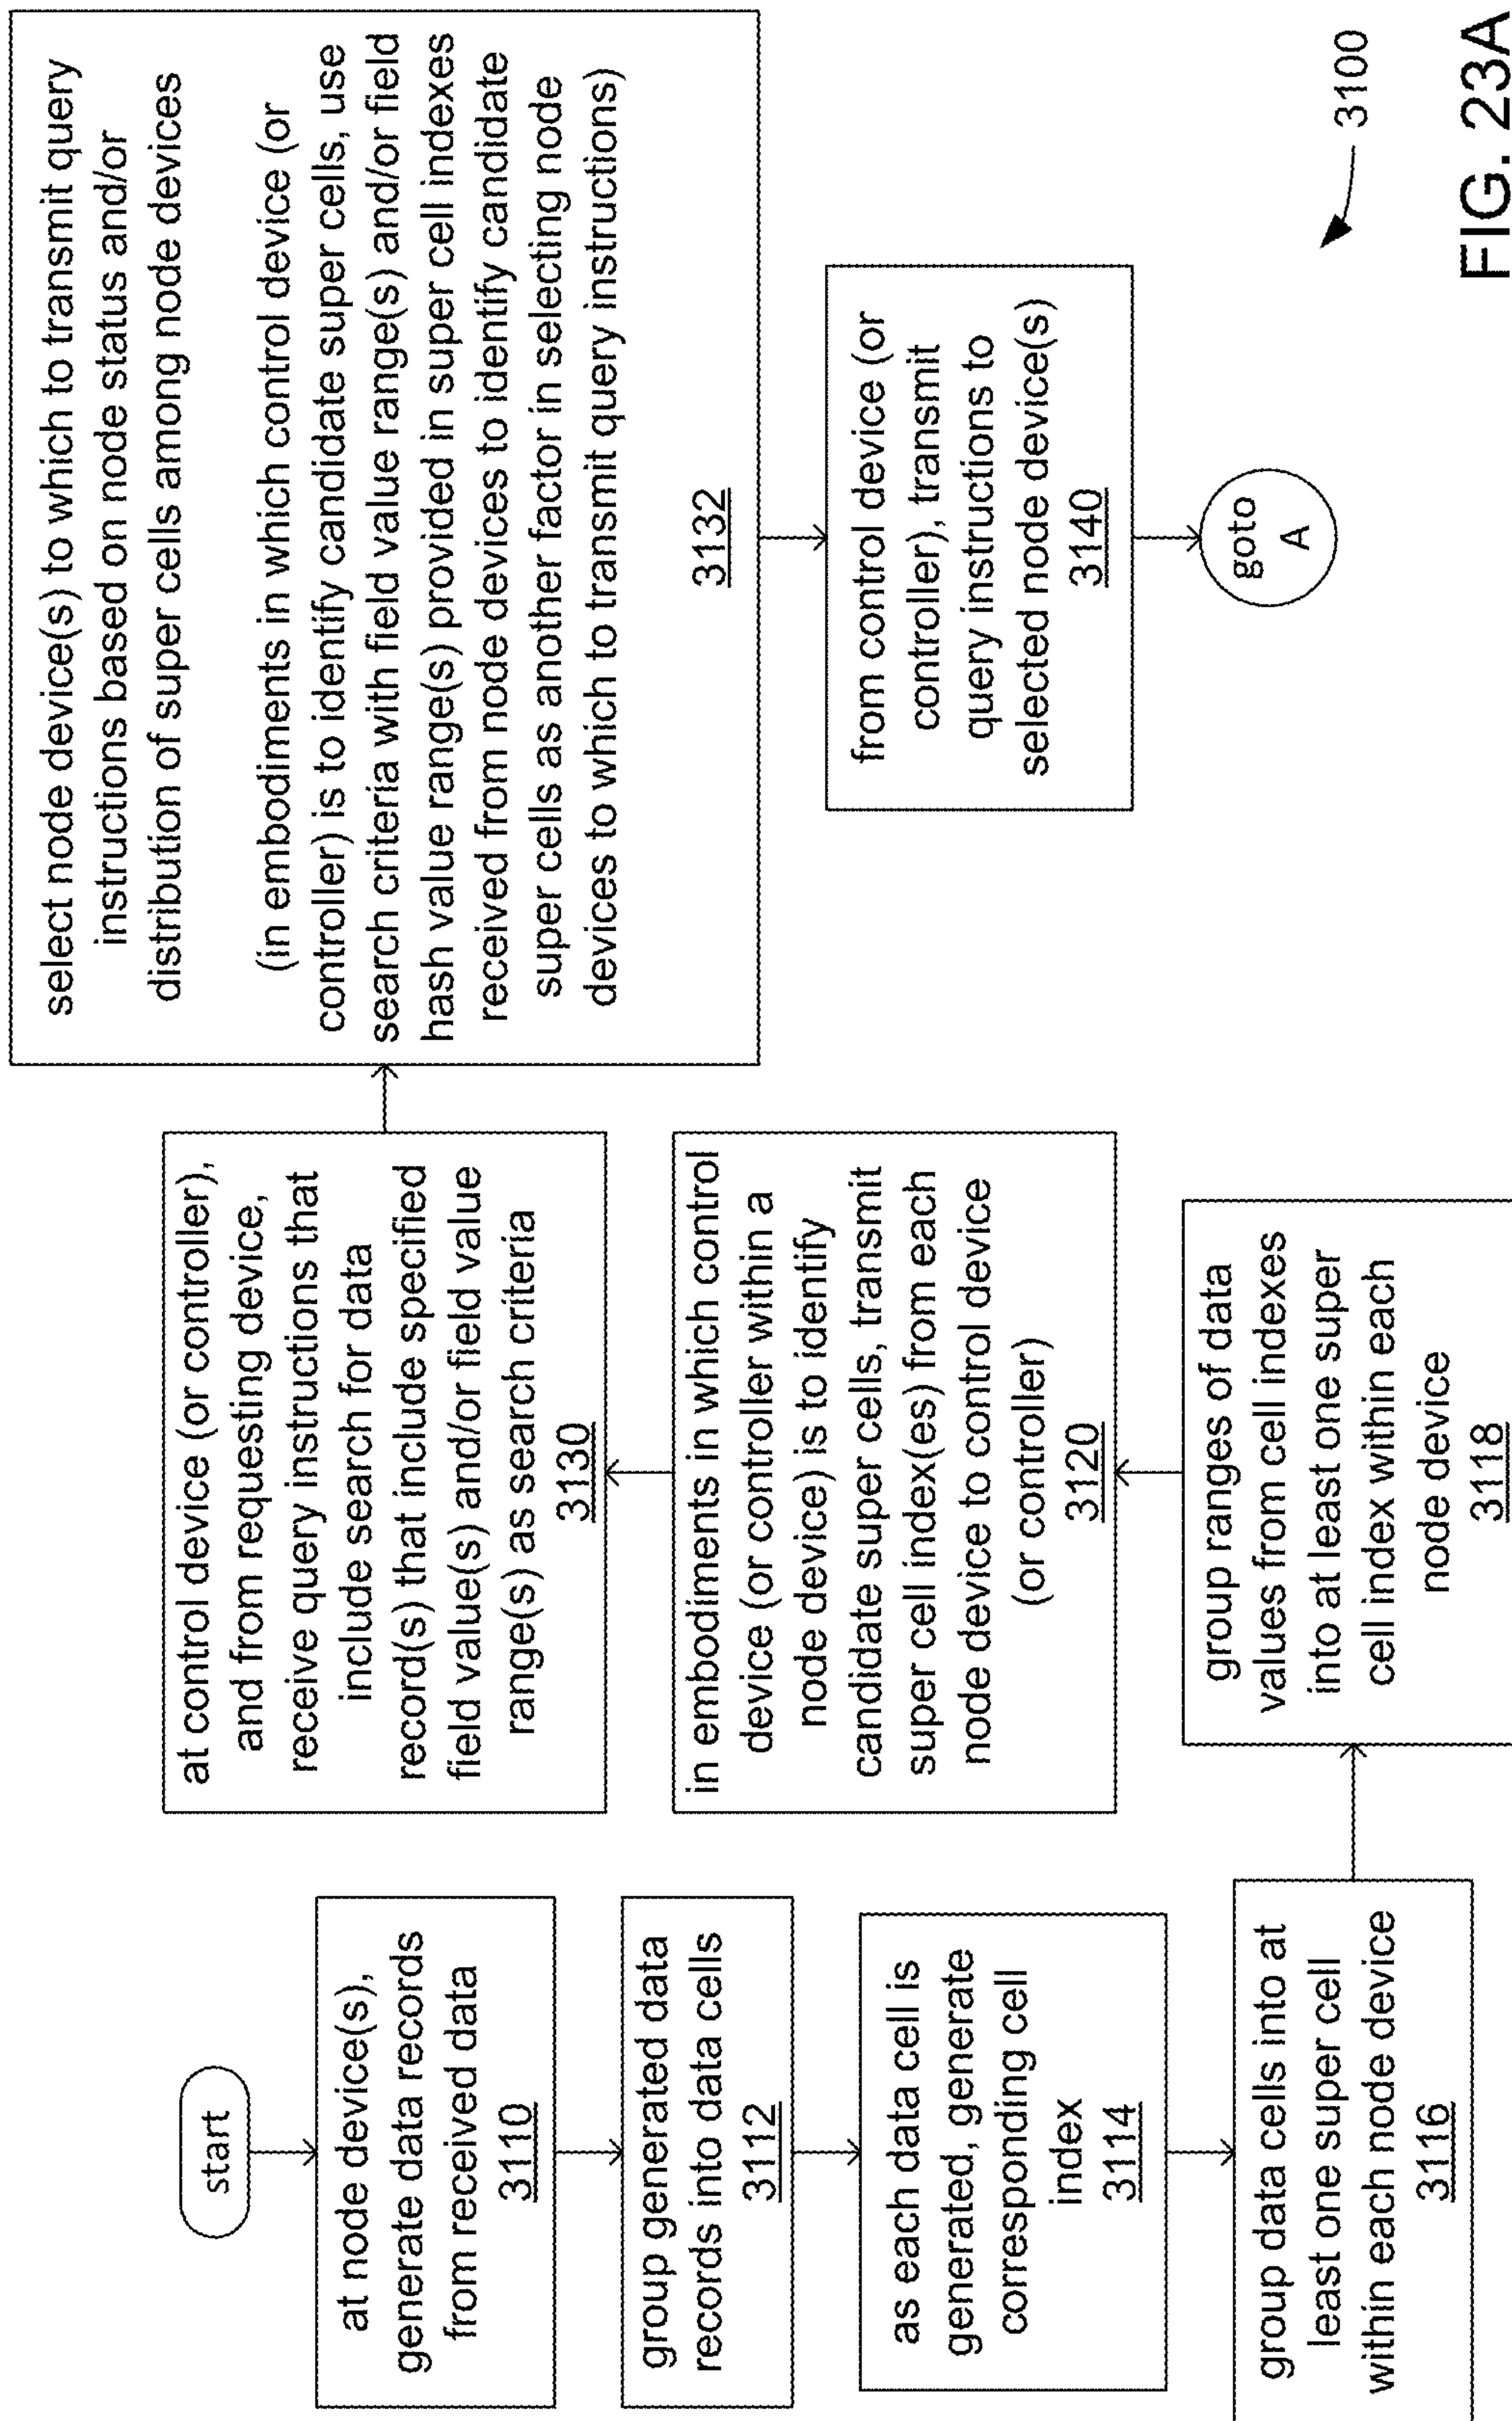 start
at node device(s),
generate data records
from received data
3110
group generated data
records into data cells
3112
as each data cell is
generated, generate
corresponding cell
index
3114
group data cells into at
least one super cell
within each node device
3116
group ranges of data
values from cell indexes
into at least one super
cell index within each
node device
3118
in embodiments in which control
device (or controller within a
node device) is to identify
candidate super cells, transmit
super cell index(es) from each
node device to control device
(or controller)
3120
at control device (or controller),
and from requesting device,
receive query instructions that
include search for data
record(s) that include specified
field value(s) and/or field value
range(s) as search criteria
3130
select node device(s) to which to transmit query
instructions based on node status and/or
distribution of super cells among node devices
(in embodiments in which control device (or
controller) is to identify candidate super cells, use
search criteria with field value range(s) and/or field
hash value range(s) provided in super cell indexes
received from node devices to identify candidate
super cells as another factor in selecting node
devices to which to transmit query instructions)
3132
from control device (or
controller), transmit
query instructions to
selected node device(s)
3140
goto
A
3100
FIG. 23A